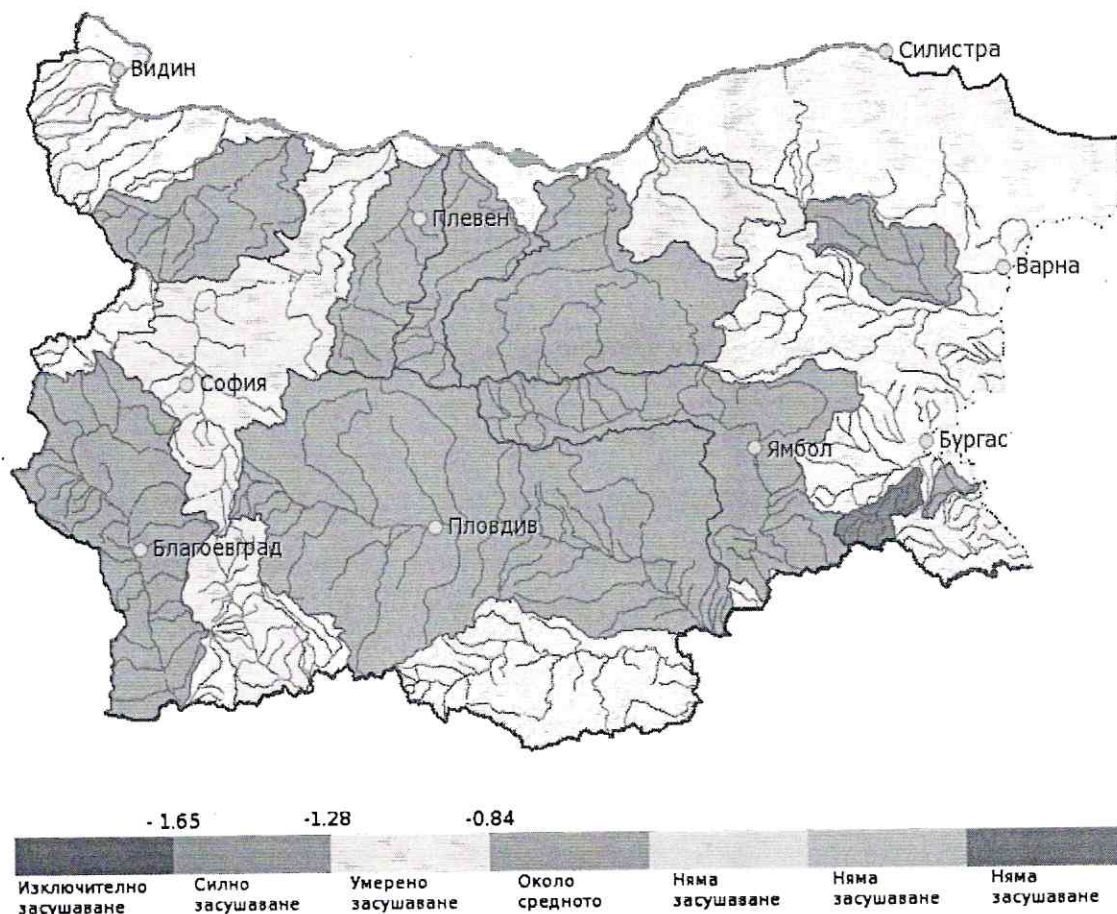 Видин
Силистра
Плевен
Варна
София
Ямбол
Бургас
Пловдив
Благоевград
- 1.65
-1.28
-0.84
Изключително
засушаване
Силно
засушаване
Умерено
засушаване
Около
средното
Няма
засушаване
Няма
засушаване
Няма
засушаване